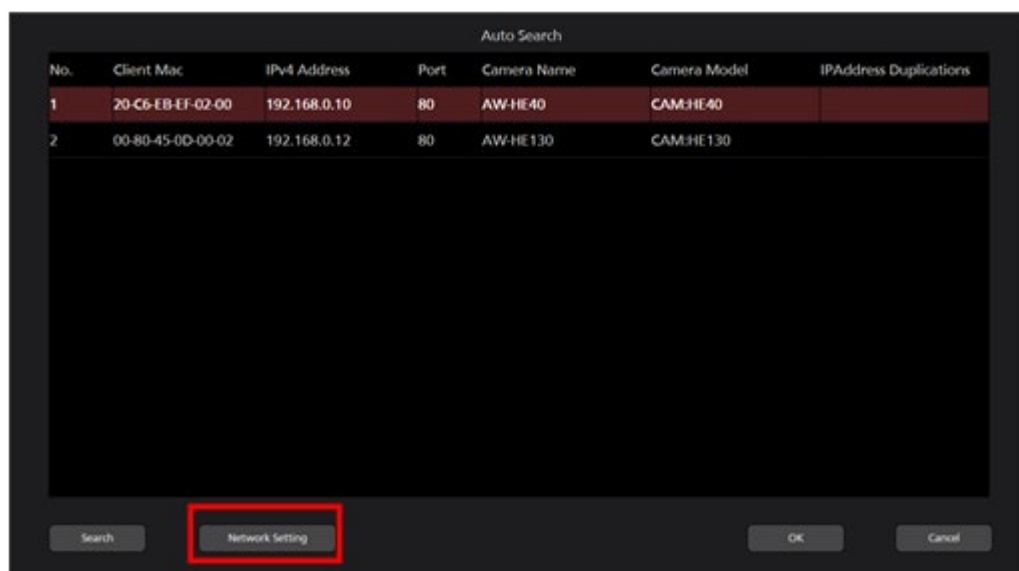 Auto Search
No. Client Mac IPv4 Address Port Camera Name Camera Model IPAddress Duplications
1 20-C6-EB-EF-02-00 192.168.0.10 80 AW-HE40 CAM:HE40
2 00-80-45-0D-00-02 192.168.0.12 80 AW-HE130 CAM:HE130
Search Network Setting OK Cancel